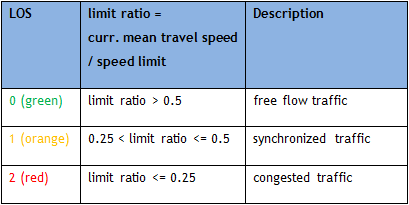 LOS
limit ratio =
curr. mean travel speed
/ speed limit
Description
0 (green)
limit ratio > 0.5
free flow traffic
1 (orange)
0.25 < limit ratio <= 0.5
synchronized traffic
2 (red)
limit ratio <= 0.25
congested traffic